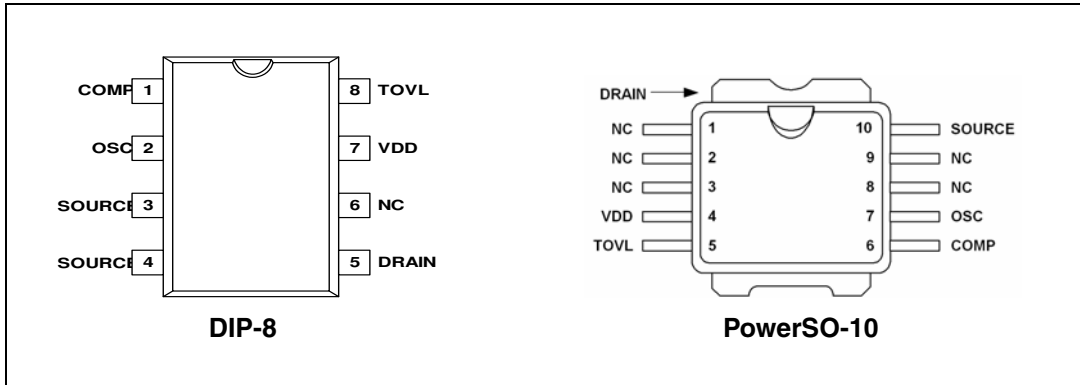 COMP 1
OSC 2
SOURCE 3
SOURCE 4
8 TOVL
7 VDD
6 NC
5 DRAIN
DIP-8
DRAIN
NC 1
NC 2
NC 3
VDD 4
TOVL 5
10 SOURCE
9 NC
8 NC
7 OSC
6 COMP
PowerSO-10